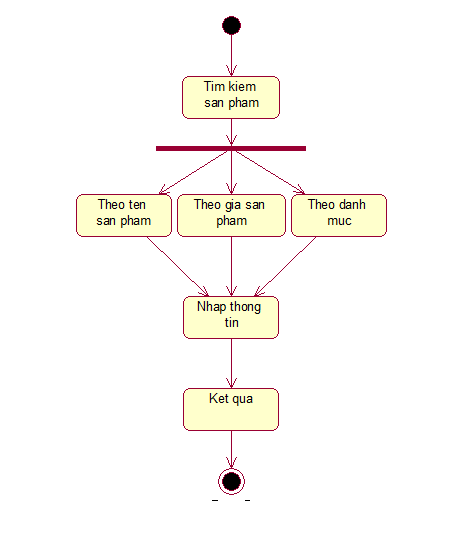 Tim kiem
san pham
Theo ten
san pham
Theo gia san
pham
Theo danh
muc
Nhap thong
tin
Ket qua